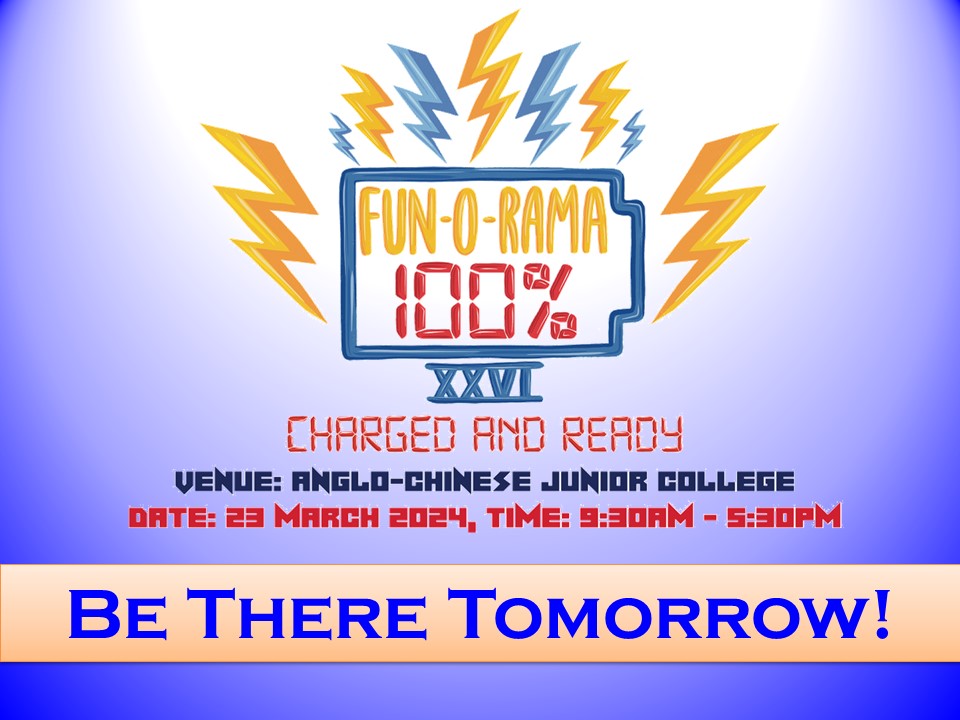 FUN-O-RAMA
100%
XXVI
CHARGED AND READY
VENUE: ANGLO-CHINESE JUNIOR COLLEGE
DATE: 23 MARCH 2024, TIME: 9:30AM - 5:30PM
BE THERE TOMORROW!